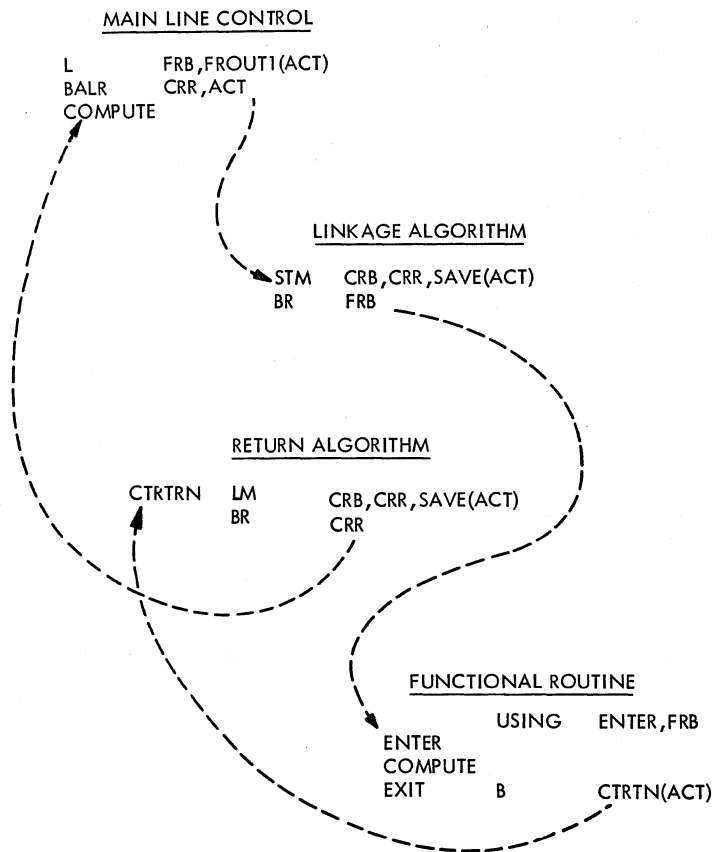 MAIN LINE CONTROL
L FRB,FROUT1(ACT)
BALR CRR,ACT
COMPUTE
LINKAGE ALGORITHM
STM CRB,CRR,SAVE(ACT)
BR FRB
RETURN ALGORITHM
CTRTRN LM CRB,CRR,SAVE(ACT)
BR CRR
FUNCTIONAL ROUTINE
USING ENTER,FRB
ENTER
COMPUTE
EXIT B CTRTN(ACT)